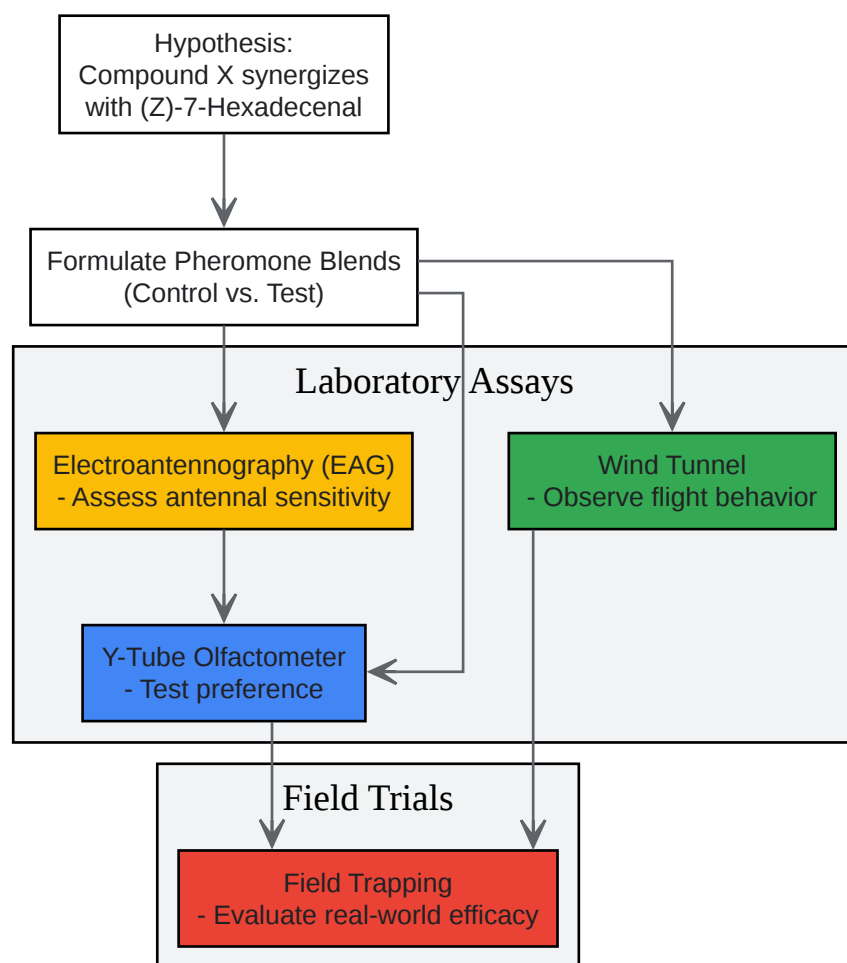 Hypothesis:
Compound X synergizes
with (Z)-7-Hexadecenal
Formulate Pheromone Blends
(Control vs. Test)
Laboratory Assays
Electroantennography (EAG)
- Assess antennal sensitivity
Wind Tunnel
- Observe flight behavior
Y-Tube Olfactometer
- Test preference
Field Trials
Field Trapping
- Evaluate real-world efficacy